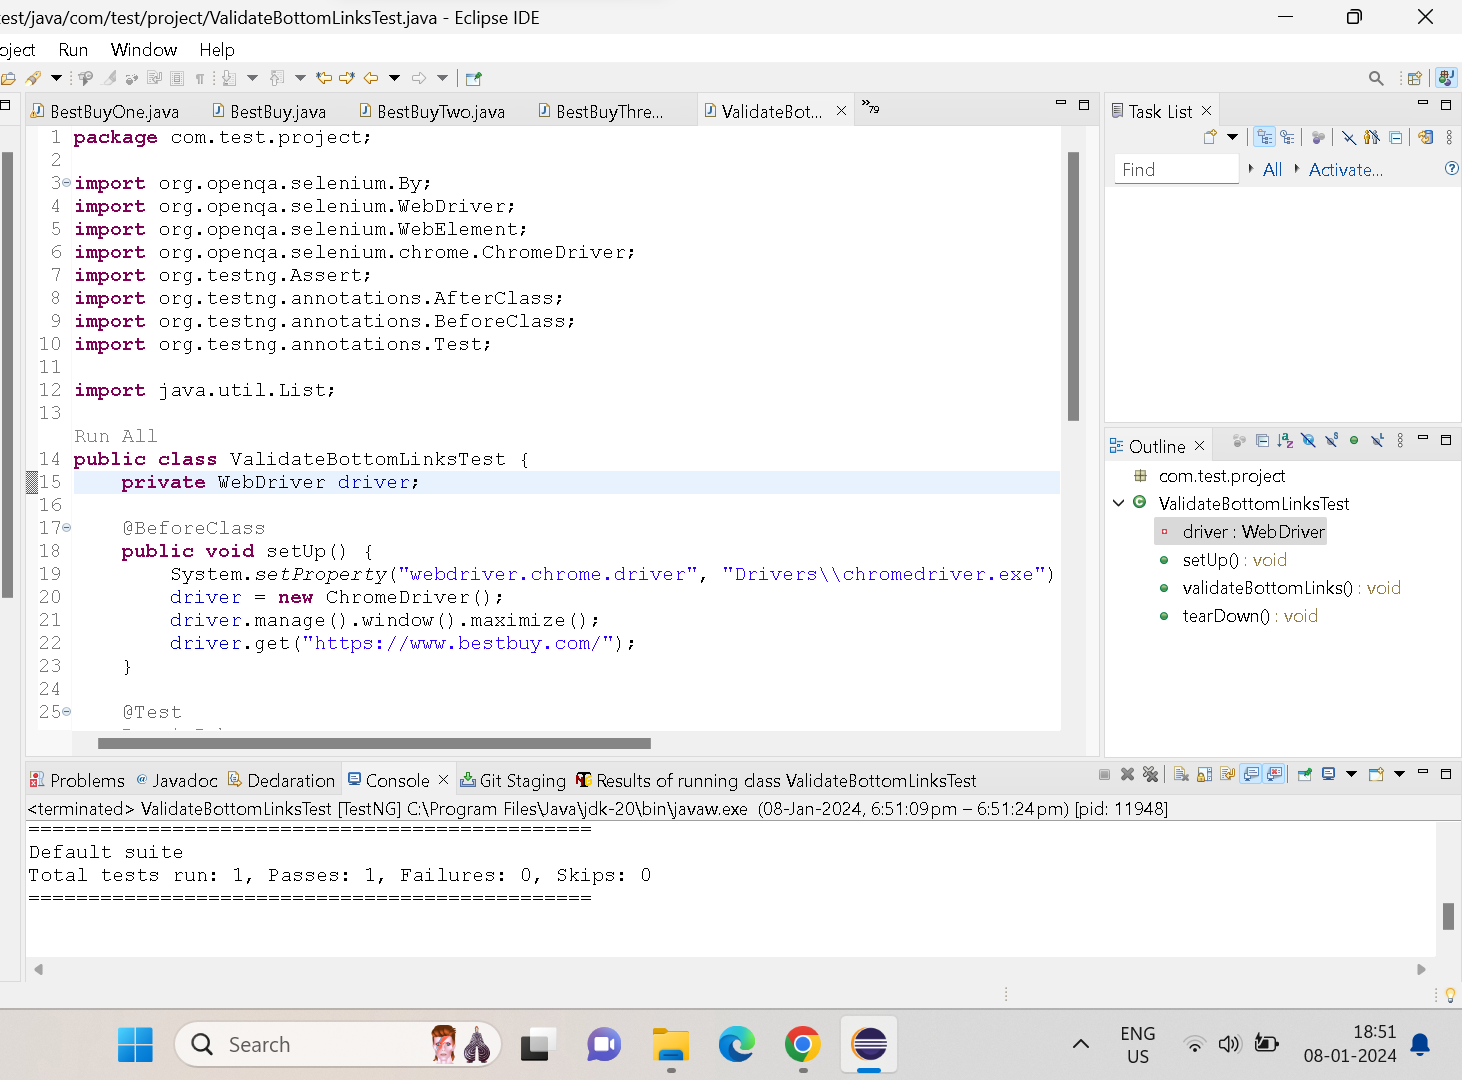 est/java/com/test/project/ValidateBottomLinksTest.java - Eclipse IDE
oject Run Window Help
BestBuyOne.java BestBuy.java BestBuyTwo.java BestBuyThre... ValidateBot... »79
Task List
Find All Activate...
1 package com.test.project;
2
3 import org.openqa.selenium.By;
4 import org.openqa.selenium.WebDriver;
5 import org.openqa.selenium.WebElement;
6 import org.openqa.selenium.chrome.ChromeDriver;
7 import org.testng.Assert;
8 import org.testng.annotations.AfterClass;
9 import org.testng.annotations.BeforeClass;
10 import org.testng.annotations.Test;
11
12 import java.util.List;
13
Run All
14 public class ValidateBottomLinksTest {
15 private WebDriver driver;
16
17 @BeforeClass
18 public void setUp() {
19 System.setProperty("webdriver.chrome.driver", "Drivers\\chromedriver.exe")
20 driver = new ChromeDriver();
21 driver.manage().window().maximize();
22 driver.get("https://www.bestbuy.com/");
23 }
24
25 @Test
Outline
com.test.project
ValidateBottomLinksTest
driver : WebDriver
setUp() : void
validateBottomLinks() : void
tearDown() : void
Problems Javadoc Declaration Console Git Staging Results of running class ValidateBottomLinksTest
<terminated> ValidateBottomLinksTest [TestNG] C:\Program Files\Java\jdk-20\bin\javaw.exe (08-Jan-2024, 6:51:09 pm – 6:51:24 pm) [pid: 11948]
===============================================
Default suite
Total tests run: 1, Passes: 1, Failures: 0, Skips: 0
===============================================
Search
ENG
US
18:51
08-01-2024